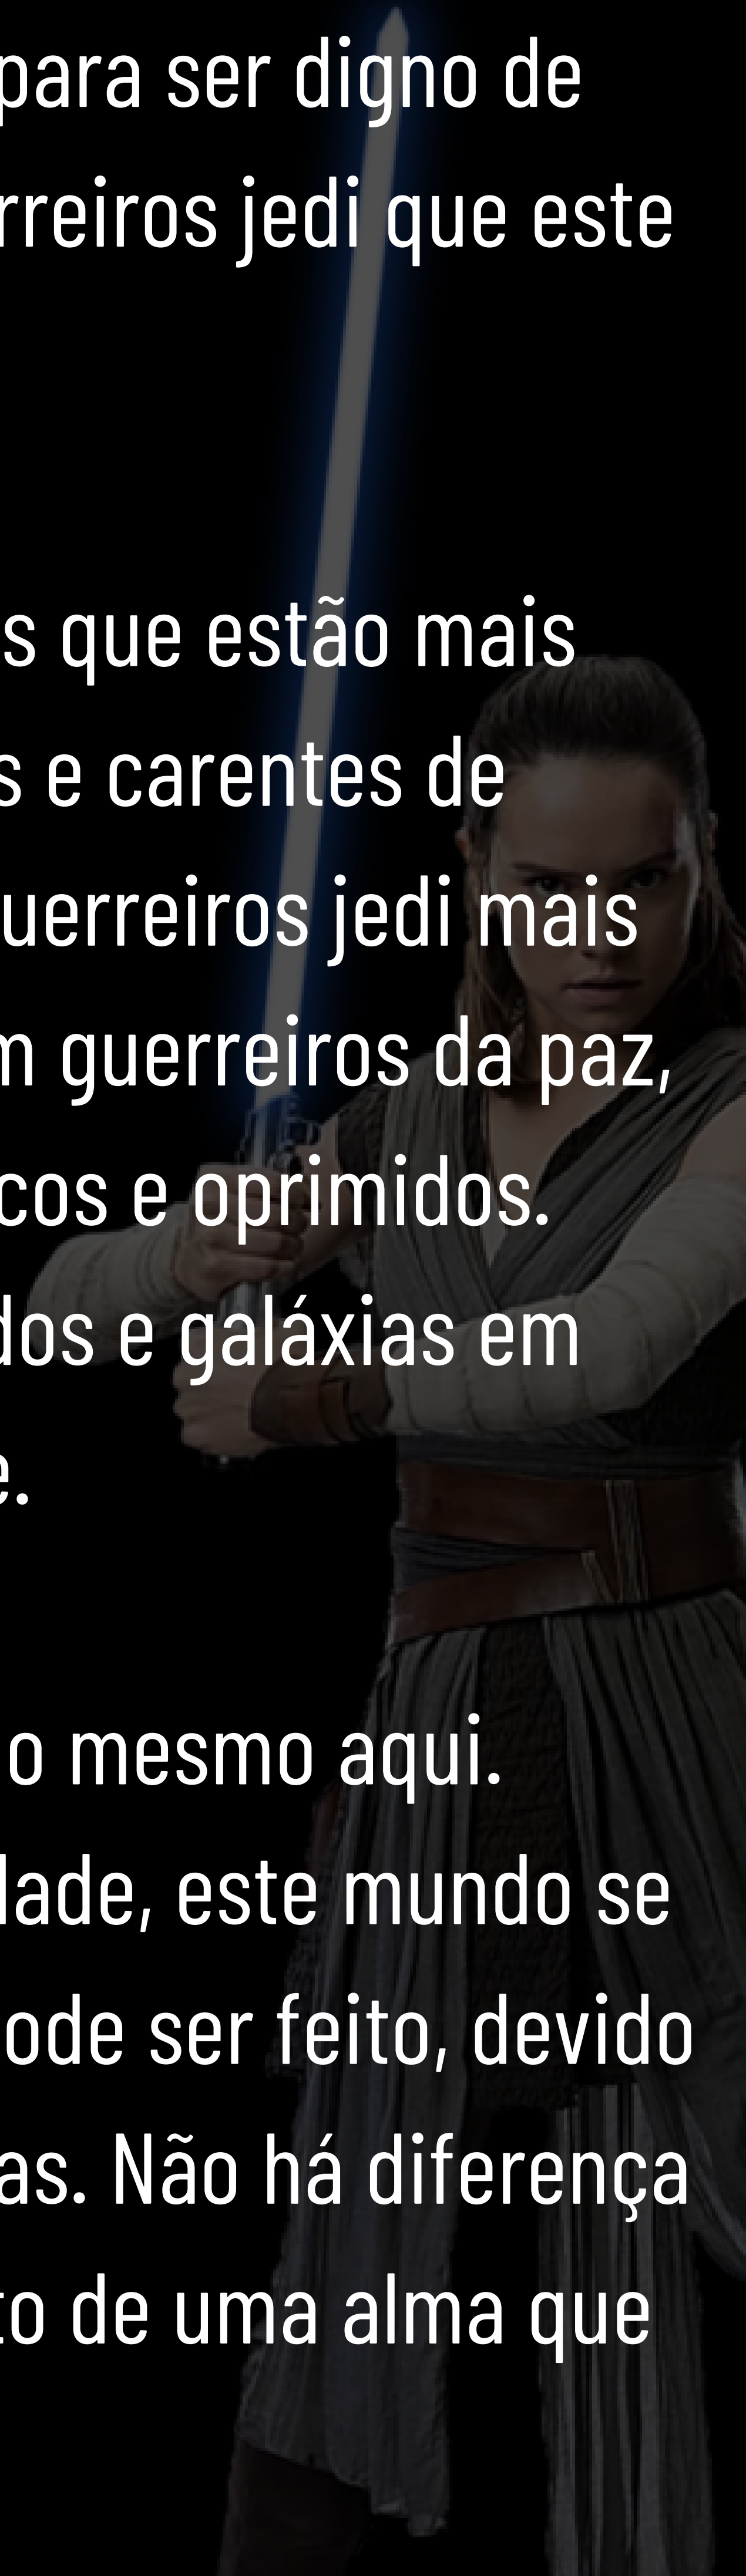 para ser digno de
rreiros jedi que este
s que estão mais
s e carentes de
uerreiros jedi mais
m guerreiros da paz,
cos e oprimidos.
dos e galáxias em
e.
o mesmo aqui.
dade, este mundo se
ode ser feito, devido
as. Não há diferença
to de uma alma que